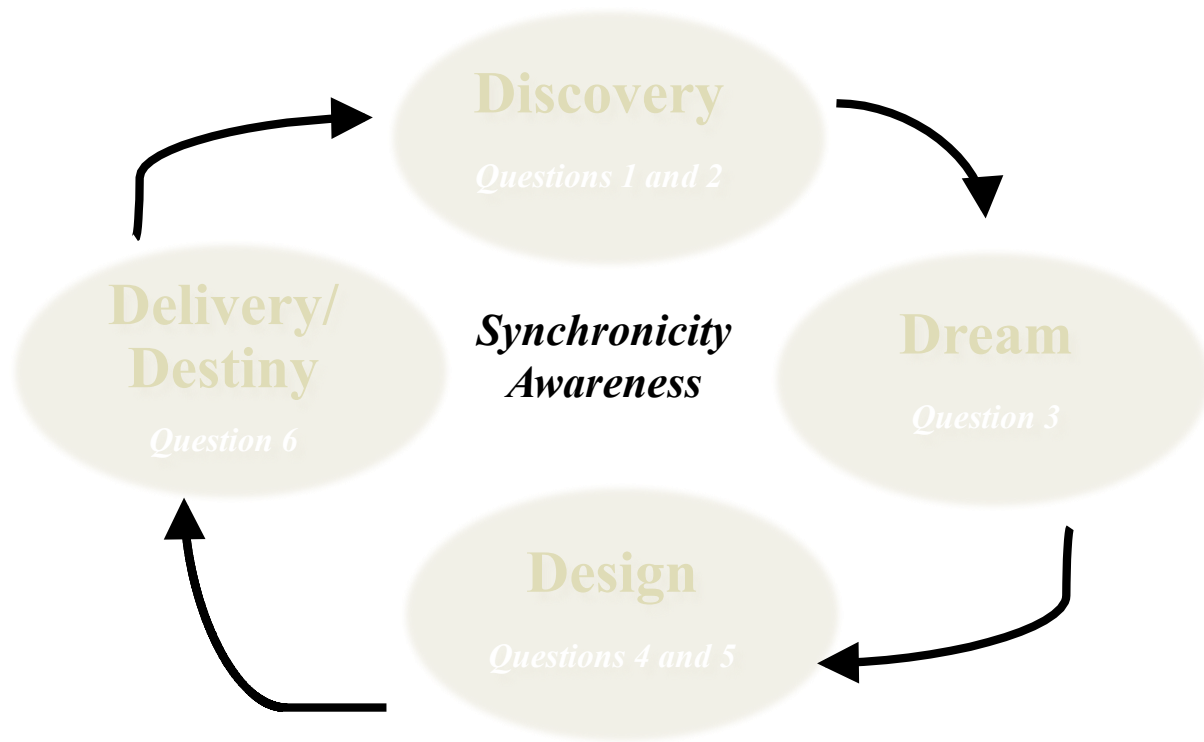 Discovery
Questions 1 and 2
Delivery/
Destiny
Question 6
Synchronicity
Awareness
Dream
Question 3
Design
Questions 4 and 5